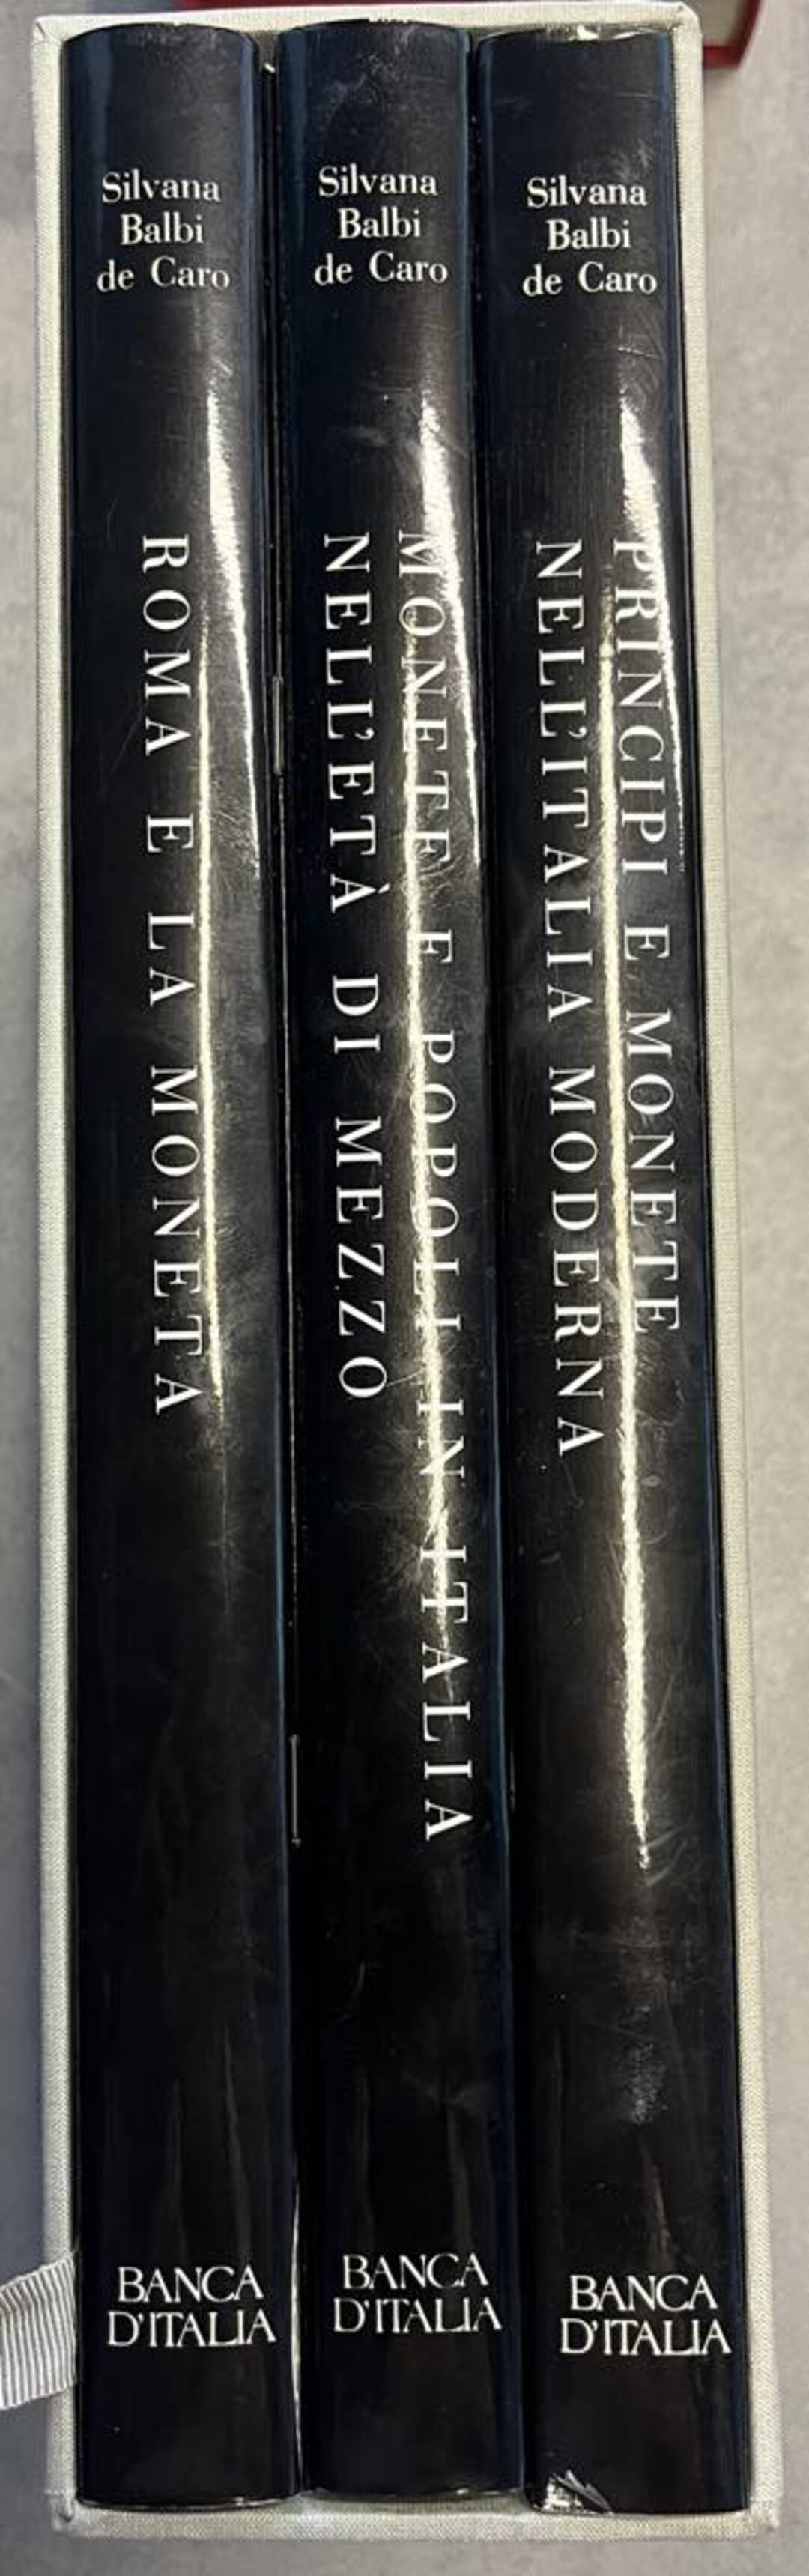 Silvana
Balbi
de Caro
ROMA E LA MONETA
BANCA
D'ITALIA
Silvana
Balbi
de Caro
MONETE E POPOLI IN ITALIA
NELL'ETÀ DI MEZZO
BANCA
D'ITALIA
Silvana
Balbi
de Caro
PRINCIPI E MONETE
NELL'ITALIA MODERNA
BANCA
D'ITALIA